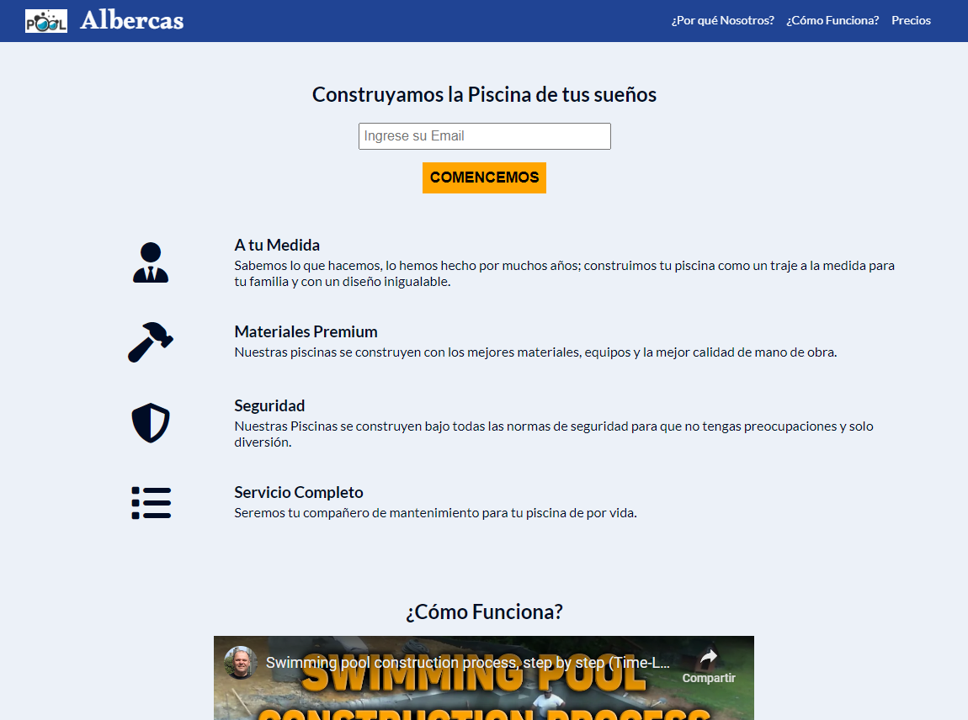 POOL
Albercas
¿Por qué Nosotros? ¿Cómo Funciona? Precios
Construyamos la Piscina de tus sueños
Ingrese su Email
COMENCEMOS
A tu Medida
Sabemos lo que hacemos, lo hemos hecho por muchos años; construimos tu piscina como un traje a la medida para
tu familia y con un diseño inigualable.
Materiales Premium
Nuestras piscinas se construyen con los mejores materiales, equipos y la mejor calidad de mano de obra.
Seguridad
Nuestras Piscinas se construyen bajo todas las normas de seguridad para que no tengas preocupaciones y solo
diversión.
Servicio Completo
Seremos tu compañero de mantenimiento para tu piscina de por vida.
¿Cómo Funciona?
Swimming pool construction process, step by step (Time-L...
Compartir
SWIMMING POOL
CONSTRUCTION PROCESS